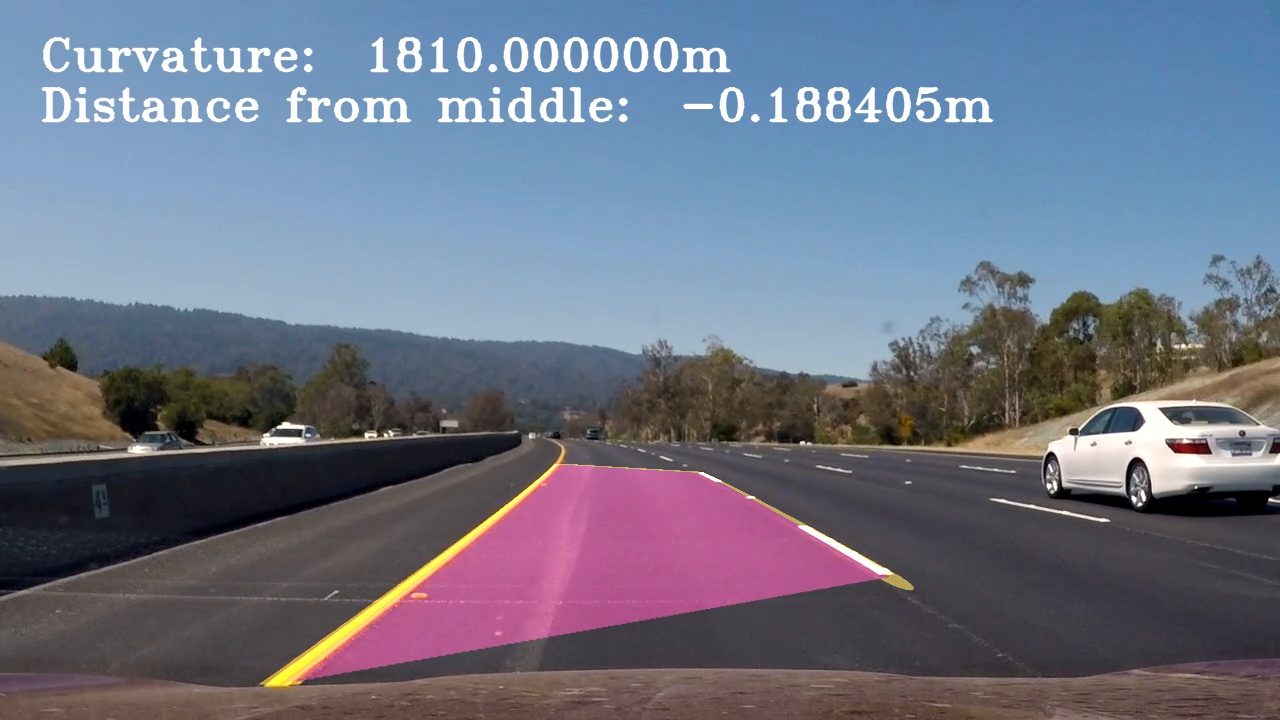 Curvature:  1810.000000m
Distance from middle:  −0.188405m